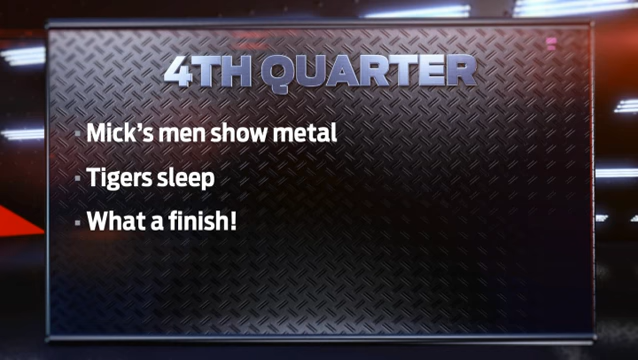 4TH QUARTER
Mick's men show metal
Tigers sleep
What a finish!